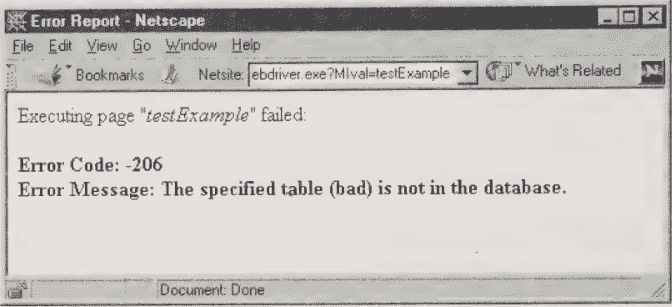 Error Report - Netscape
File Edit View Go Window Help
Bookmarks Netsite: ebdriver.exe?MIval=testExample What's Related N
Executing page "testExample" failed:
Error Code: -206
Error Message: The specified table (bad) is not in the database.
Document: Done